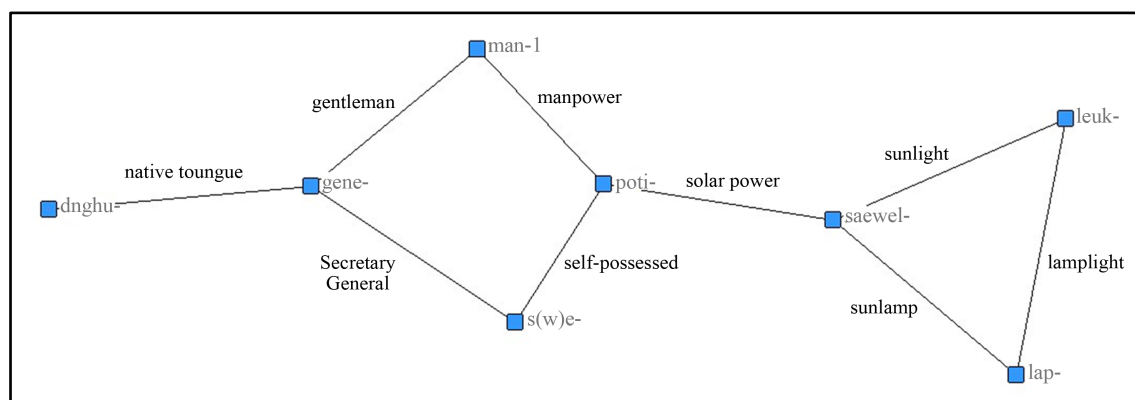 man-1
gentleman
manpower
leuk-
sunlight
native toungue
gene-
poti-
solar power
dnghu-
saewel-
Secretary
General
self-possessed
lamplight
sunlamp
s(w)e-
lap-